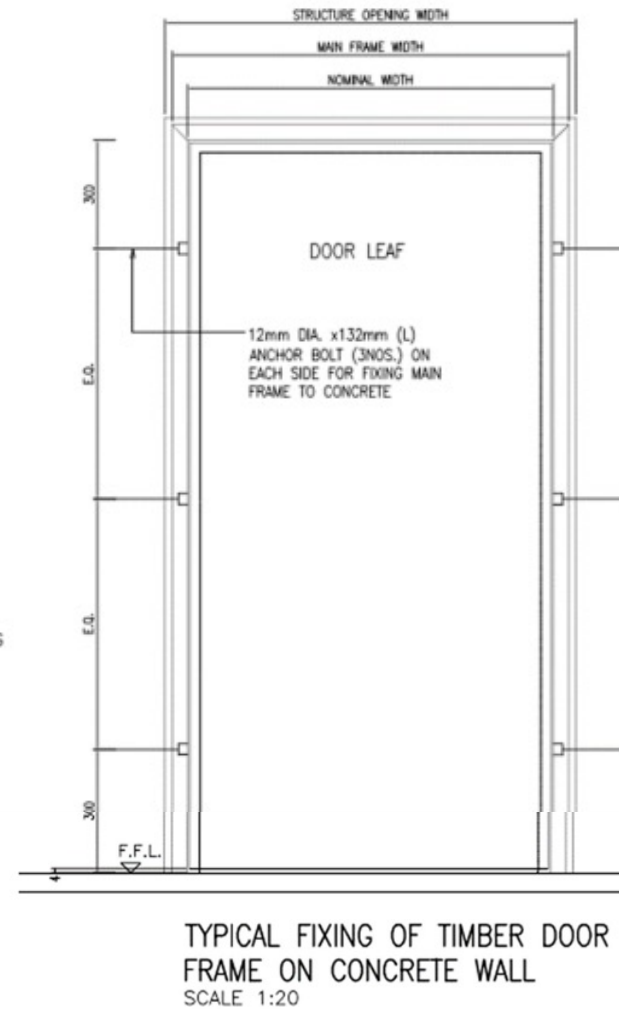 STRUCTURE OPENING WIDTH
MAIN FRAME WIDTH
NOMINAL WIDTH
300
DOOR LEAF
12mm DIA. x132mm (L)
ANCHOR BOLT (3NOS.) ON
EACH SIDE FOR FIXING MAIN
FRAME TO CONCRETE
E.Q.
E.Q.
300
F.F.L.
4
TYPICAL FIXING OF TIMBER DOOR
FRAME ON CONCRETE WALL
SCALE 1:20